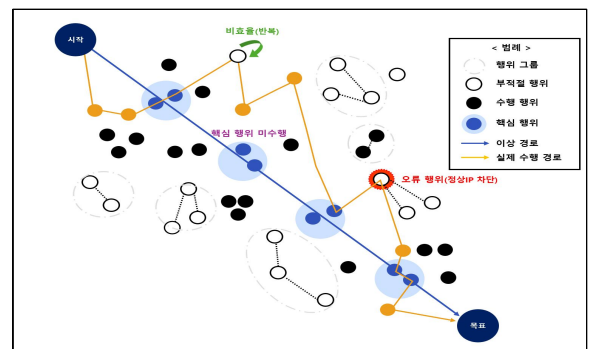 시작
비효율(반복)
< 범례 >
행위 그룹
부적절 행위
수행 행위
핵심 행위
이상 경로
실제 수행 경로
핵심 행위 미수행
오류 행위(정상IP 차단)
목표